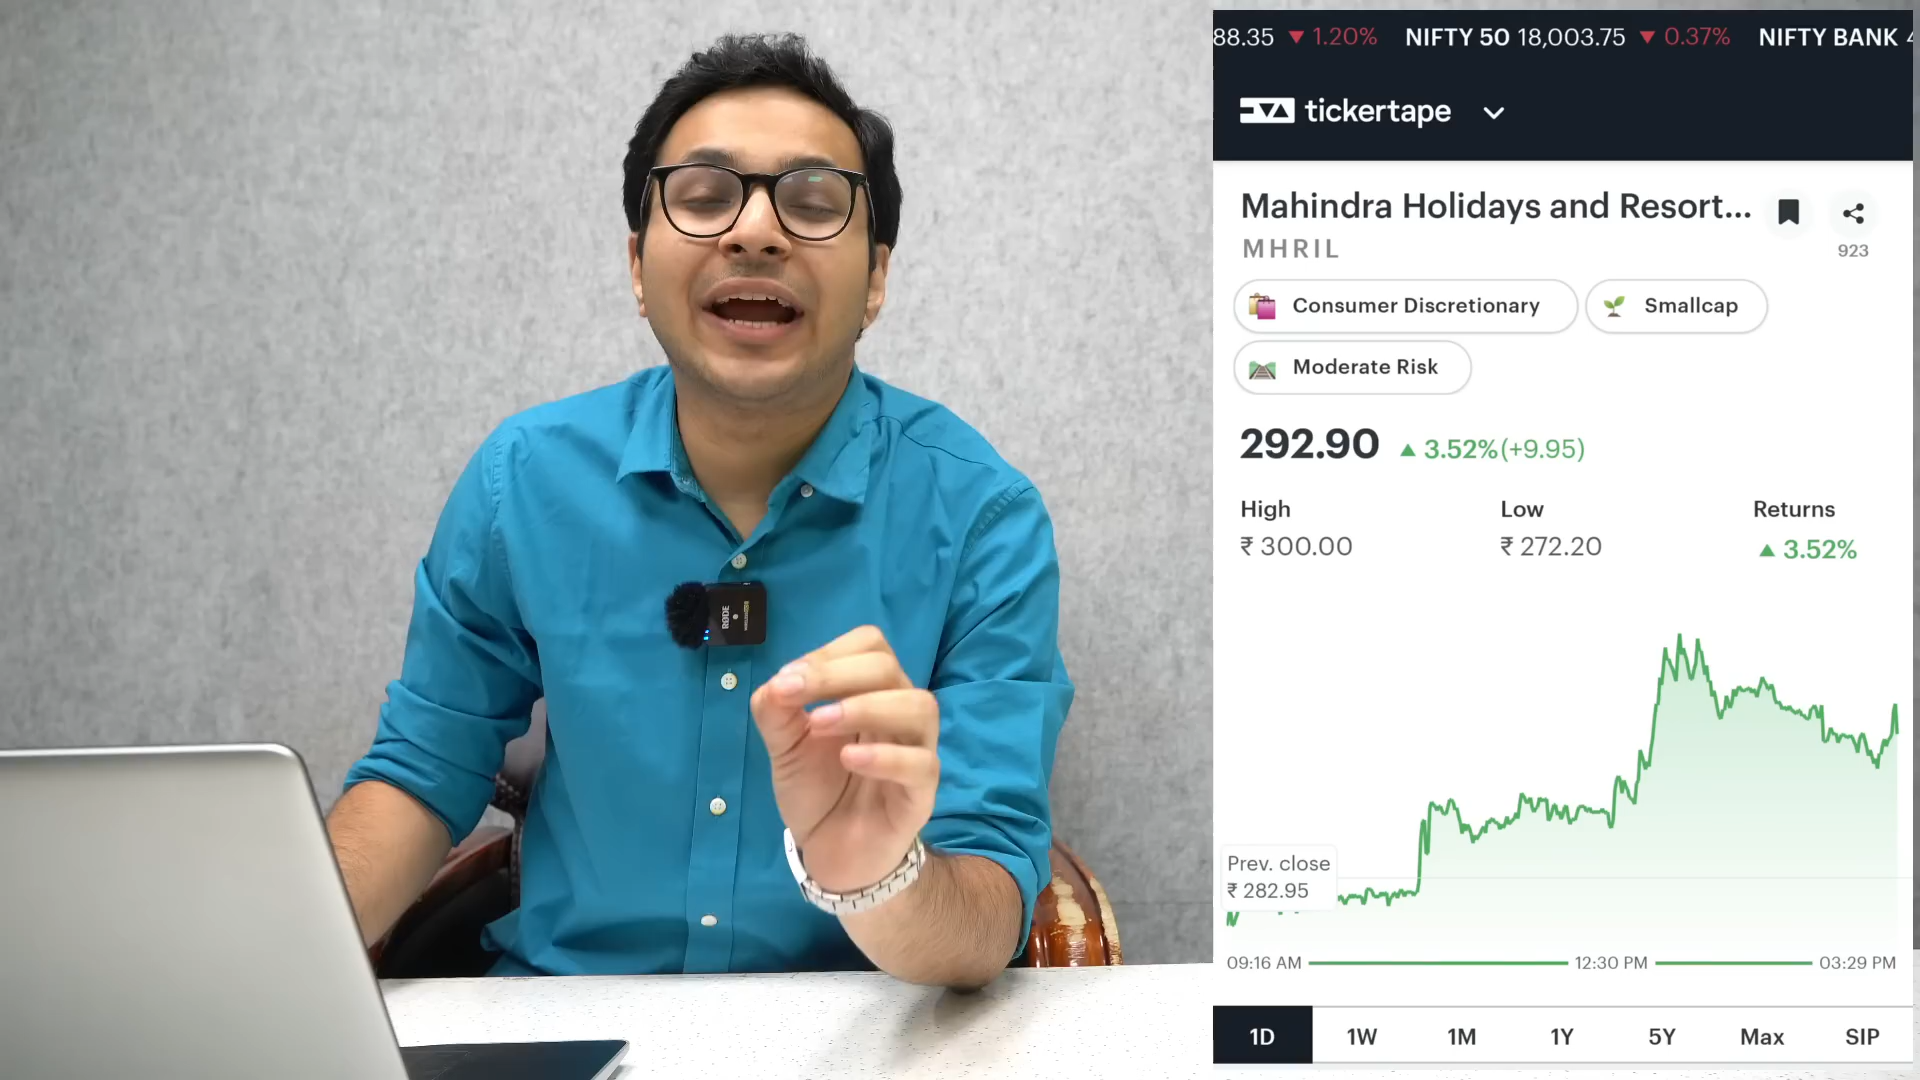 88.35 ▼ 1.20% NIFTY 50 18,003.75 ▼ 0.37% NIFTY BANK
tickertape
Mahindra Holidays and Resort...
MHRIL
923
Consumer Discretionary
Smallcap
Moderate Risk
292.90 ▲ 3.52% (+9.95)
High Low Returns
₹ 300.00 ₹ 272.20 ▲ 3.52%
Prev. close
₹ 282.95
09:16 AM 12:30 PM 03:29 PM
1D 1W 1M 1Y 5Y Max SIP
RØDE